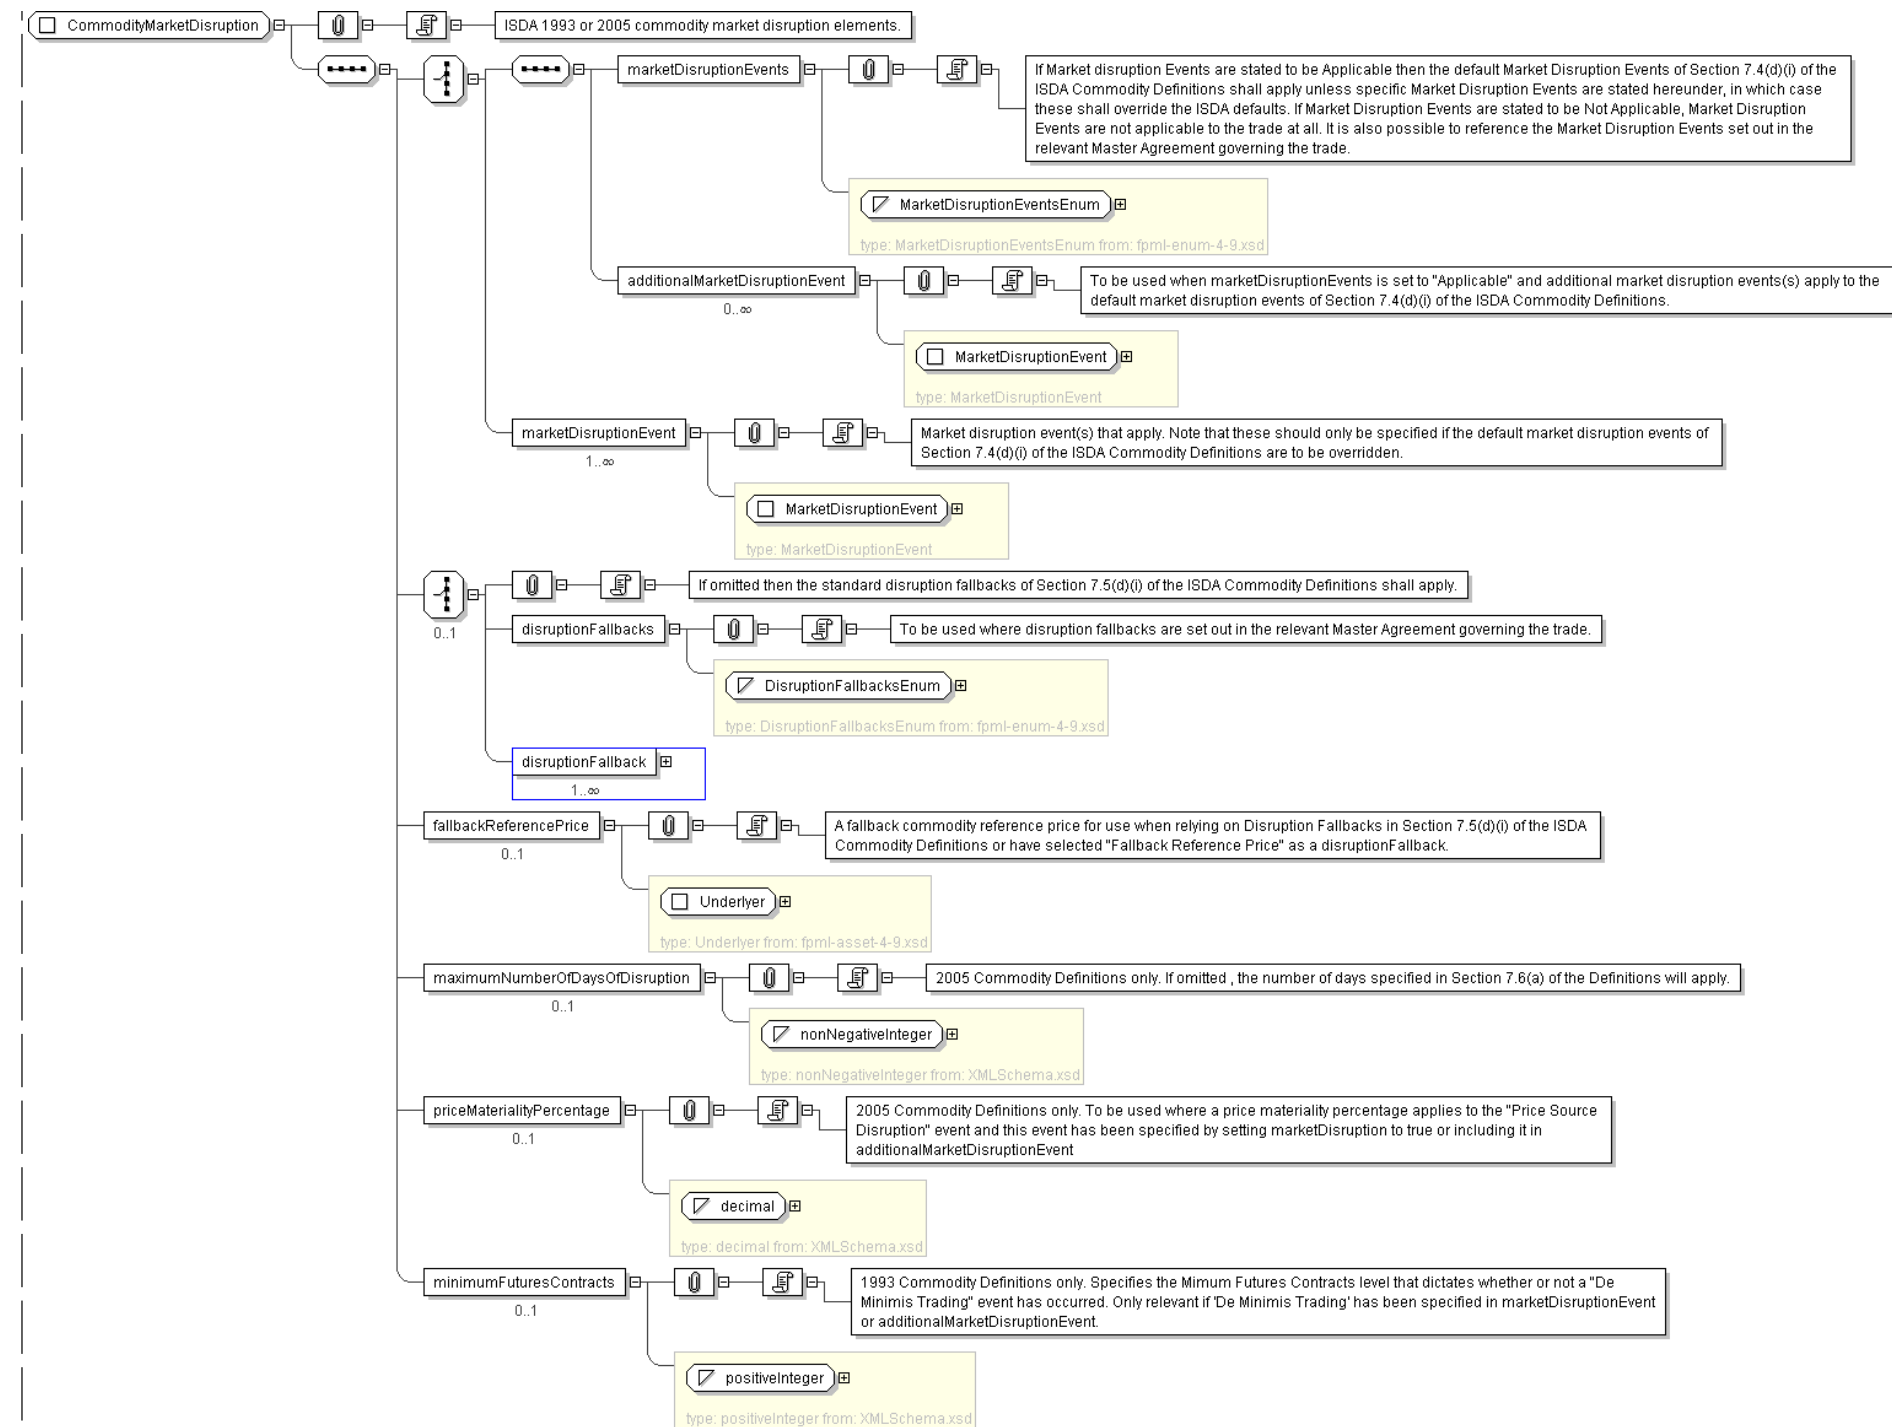 CommodityMarketDisruption
ISDA 1993 or 2005 commodity market disruption elements.
marketDisruptionEvents
If Market disruption Events are stated to be Applicable then the default Market Disruption Events of Section 7.4(d)(i) of the
ISDA Commodity Definitions shall apply unless specific Market Disruption Events are stated hereunder, in which case
these shall override the ISDA defaults. If Market Disruption Events are stated to be Not Applicable, Market Disruption
Events are not applicable to the trade at all. It is also possible to reference the Market Disruption Events set out in the
relevant Master Agreement governing the trade.
MarketDisruptionEventsEnum
type: MarketDisruptionEventsEnum from: fpml-enum-4-9.xsd
additionalMarketDisruptionEvent
0..∞
To be used when marketDisruptionEvents is set to "Applicable" and additional market disruption events(s) apply to the
default market disruption events of Section 7.4(d)(i) of the ISDA Commodity Definitions.
MarketDisruptionEvent
type: MarketDisruptionEvent
marketDisruptionEvent
1..∞
Market disruption event(s) that apply. Note that these should only be specified if the default market disruption events of
Section 7.4(d)(i) of the ISDA Commodity Definitions are to be overridden.
MarketDisruptionEvent
type: MarketDisruptionEvent
0..1
If omitted then the standard disruption fallbacks of Section 7.5(d)(i) of the ISDA Commodity Definitions shall apply.
disruptionFallbacks
To be used where disruption fallbacks are set out in the relevant Master Agreement governing the trade.
DisruptionFallbacksEnum
type: DisruptionFallbacksEnum from: fpml-enum-4-9.xsd
disruptionFallback
1..∞
fallbackReferencePrice
0..1
A fallback commodity reference price for use when relying on Disruption Fallbacks in Section 7.5(d)(i) of the ISDA
Commodity Definitions or have selected "Fallback Reference Price" as a disruptionFallback.
Underlyer
type: Underlyer from: fpml-asset-4-9.xsd
maximumNumberOfDaysOfDisruption
0..1
2005 Commodity Definitions only. If omitted , the number of days specified in Section 7.6(a) of the Definitions will apply.
nonNegativeInteger
type: nonNegativeInteger from: XMLSchema.xsd
priceMaterialityPercentage
0..1
2005 Commodity Definitions only. To be used where a price materiality percentage applies to the "Price Source
Disruption" event and this event has been specified by setting marketDisruption to true or including it in
additionalMarketDisruptionEvent
decimal
type: decimal from: XMLSchema.xsd
minimumFuturesContracts
0..1
1993 Commodity Definitions only. Specifies the Mimum Futures Contracts level that dictates whether or not a "De
Minimis Trading" event has occurred. Only relevant if 'De Minimis Trading' has been specified in marketDisruptionEvent
or additionalMarketDisruptionEvent.
positiveInteger
type: positiveInteger from: XMLSchema.xsd